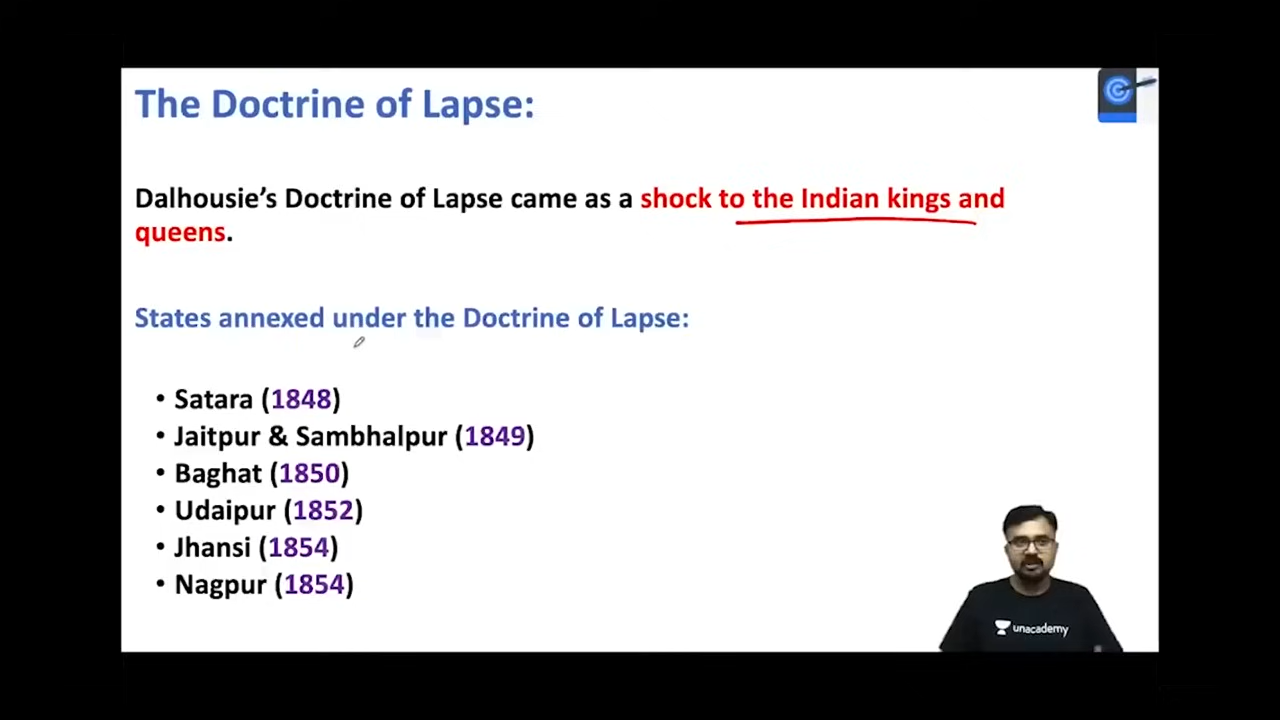 The Doctrine of Lapse:
Dalhousie’s Doctrine of Lapse came as a shock to the Indian kings and
queens.
States annexed under the Doctrine of Lapse:
• Satara (1848)
• Jaitpur & Sambhalpur (1849)
• Baghat (1850)
• Udaipur (1852)
• Jhansi (1854)
• Nagpur (1854)
unacademy